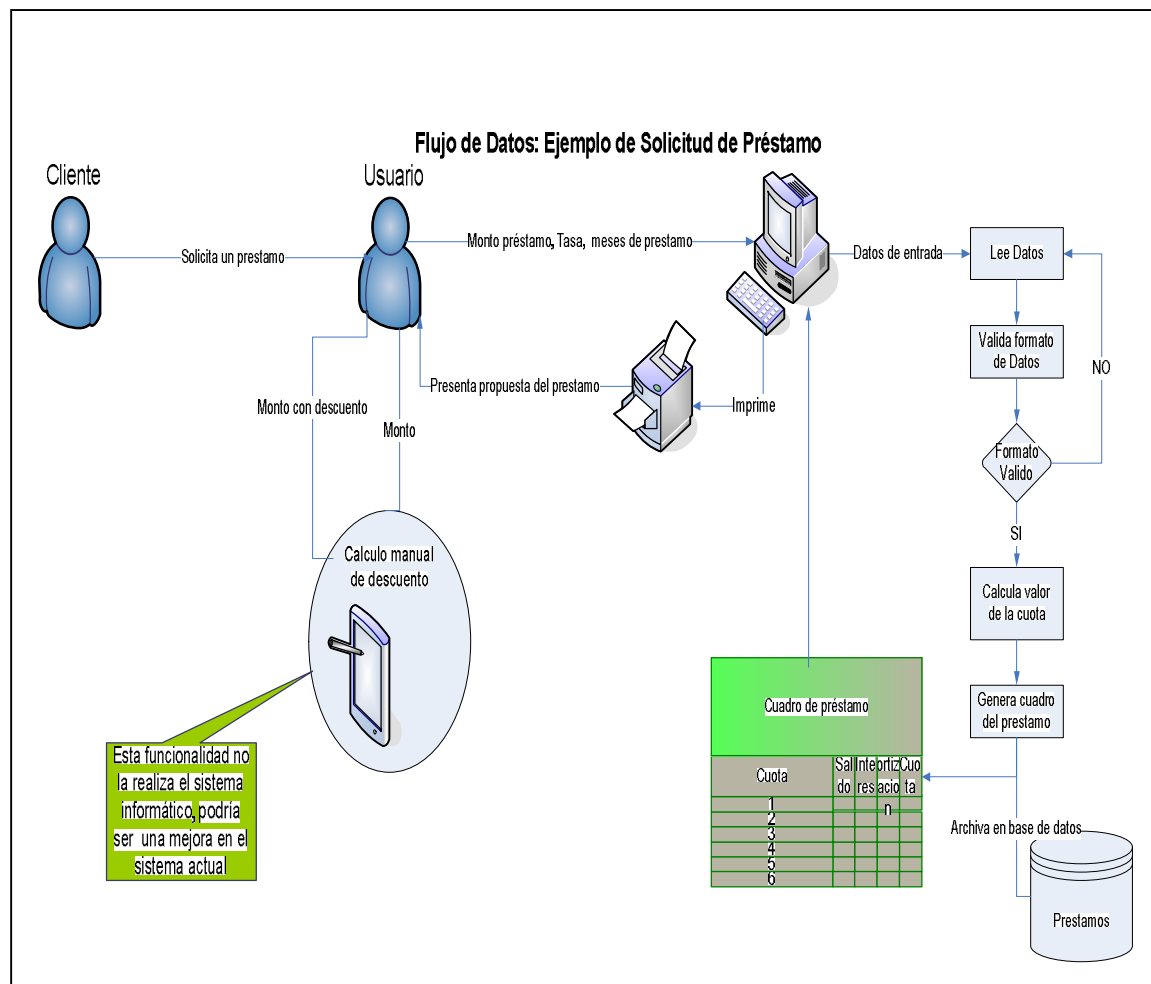 Flujo de Datos: Ejemplo de Solicitud de Préstamo
Cliente
Usuario
Solicita un prestamo
Monto préstamo, Tasa, meses de prestamo
Datos de entrada
Lee Datos
Valida formato
de Datos
NO
Formato
Valido
SI
Calcula valor
de la cuota
Genera cuadro
del prestamo
Archiva en base de datos
Prestamos
Imprime
Presenta propuesta del prestamo
Monto con descuento
Monto
Calculo manual
de descuento
Esta funcionalidad no
la realiza el sistema
informático, podría
ser una mejora en el
sistema actual
Cuadro de préstamo
Cuota
Sal
do
Inte
res
ortiz
acio
n
Cuo
ta
1
2
3
4
5
6